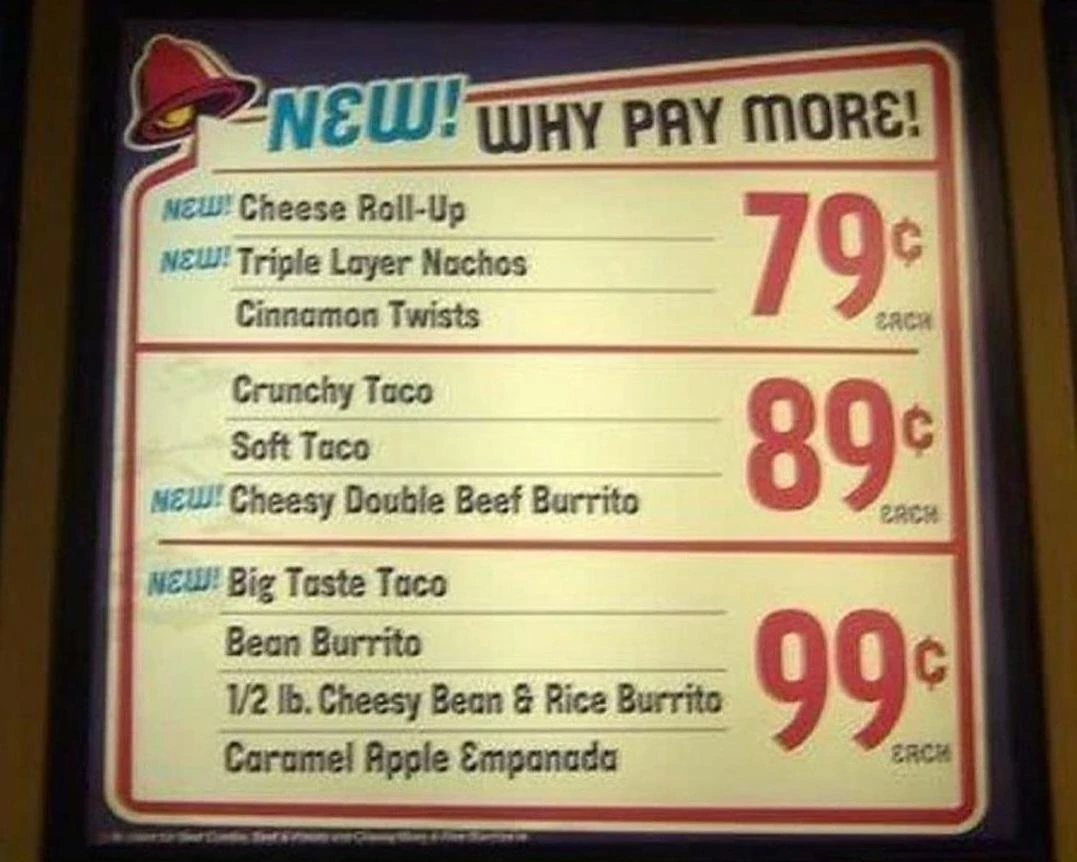 NEW! WHY PAY MORE!
NEW! Cheese Roll-Up
NEW! Triple Layer Nachos
Cinnamon Twists
79¢
EACH
Crunchy Taco
Soft Taco
NEW! Cheesy Double Beef Burrito
89¢
EACH
NEW! Big Taste Taco
Bean Burrito
1/2 lb. Cheesy Bean & Rice Burrito
Caramel Apple Empanada
99¢
EACH